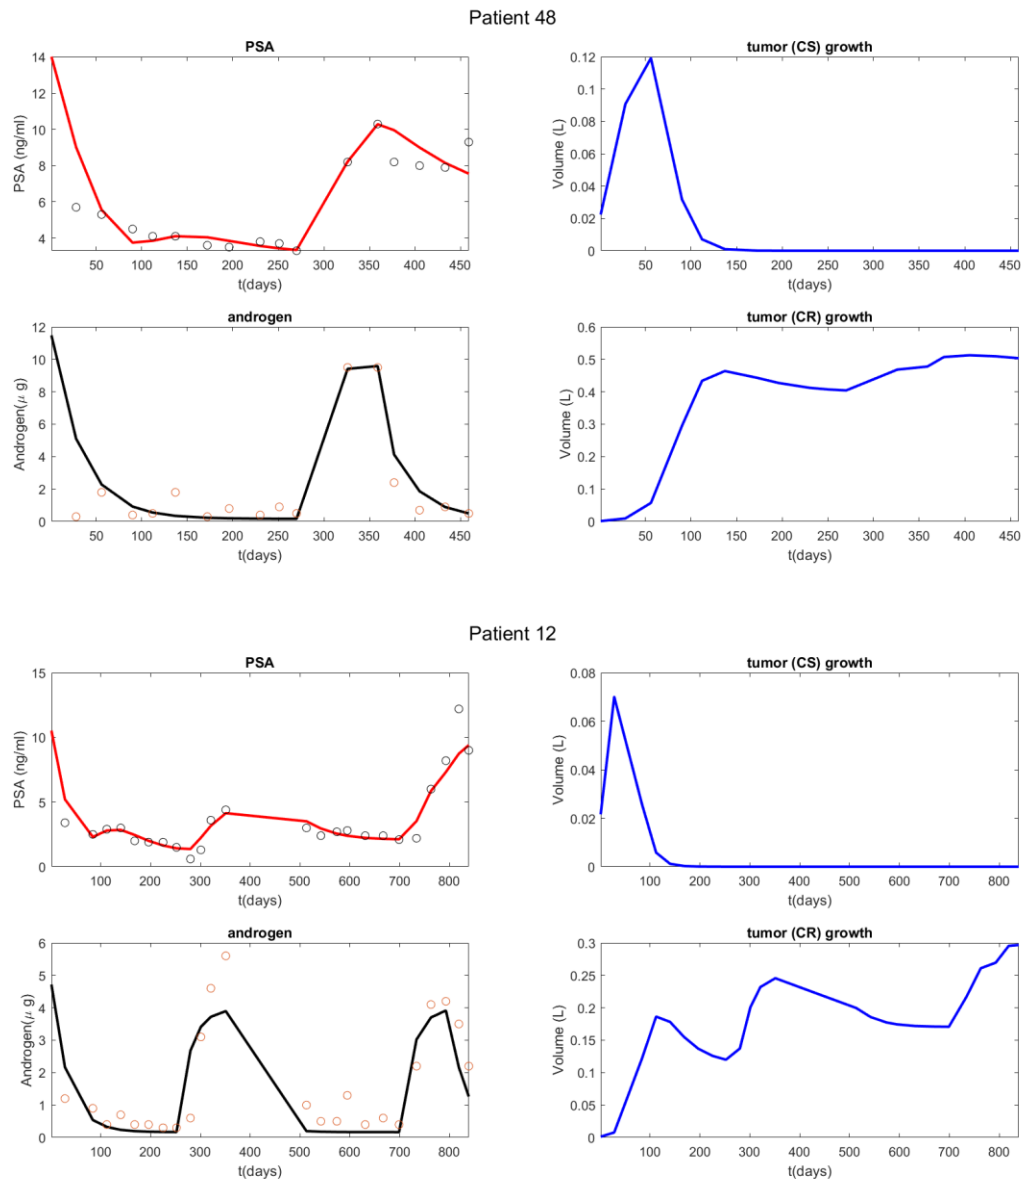 Patient 48
PSA
PSA (ng/ml)
14
12
10
8
6
4
50 100 150 200 250 300 350 400 450
t(days)
tumor (CS) growth
Volume (L)
0.12
0.1
0.08
0.06
0.04
0.02
0
50 100 150 200 250 300 350 400 450
t(days)
androgen
Androgen(μ g)
12
10
8
6
4
2
0
50 100 150 200 250 300 350 400 450
t(days)
tumor (CR) growth
Volume (L)
0.6
0.5
0.4
0.3
0.2
0.1
0
50 100 150 200 250 300 350 400 450
t(days)
Patient 12
PSA
PSA (ng/ml)
15
10
5
0
100 200 300 400 500 600 700 800
t(days)
tumor (CS) growth
Volume (L)
0.08
0.06
0.04
0.02
0
100 200 300 400 500 600 700 800
t(days)
androgen
Androgen(μ g)
6
5
4
3
2
1
0
100 200 300 400 500 600 700 800
t(days)
tumor (CR) growth
Volume (L)
0.3
0.25
0.2
0.15
0.1
0.05
0
100 200 300 400 500 600 700 800
t(days)